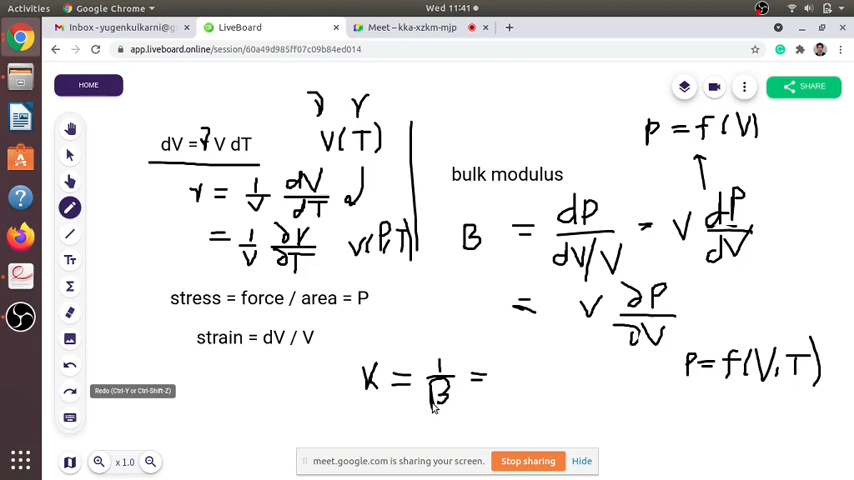 Activities
Google Chrome
Wed 11:41
Inbox - yugenkulkarni@g
LiveBoard
Meet – kka-xzkm-mjp
app.liveboard.online/session/60a49d985371f07c09b84ed014
HOME
SHARE
γ γ
dV = γ V dT
V(T)
γ = 1/V dV/dT
= 1/V ∂V/∂T V(P,T)
stress = force / area = P
strain = dV / V
P = f(V)
bulk modulus
B = dP / dV/V = V dP/dV
= V ∂P/∂V
P = f(V,T)
K = 1/B =
Redo (Ctrl-Y or Ctrl-Shift-Z)
x 1.0
meet.google.com is sharing your screen.
Stop sharing
Hide